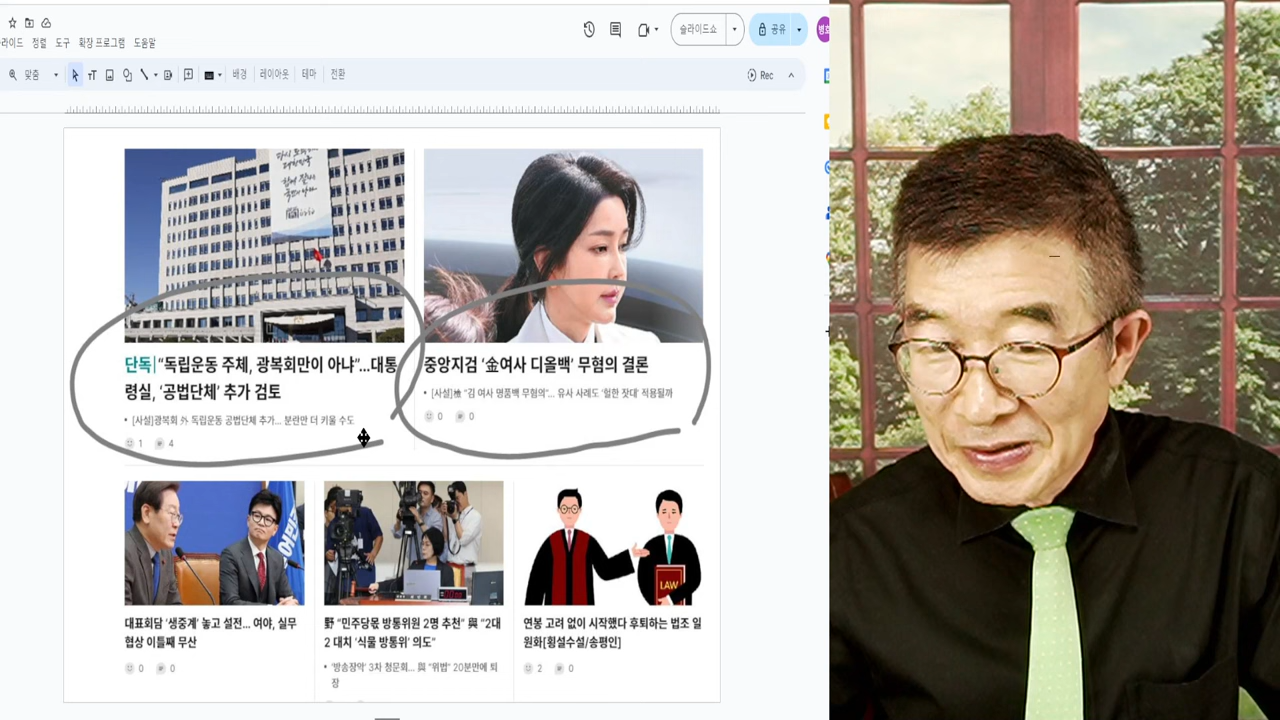 라이드 정렬 도구 확장 프로그램 도움말
슬라이드쇼
공유
맞춤
배경 레이아웃 테마 전환
Rec
단독|“독립운동 주체, 광복회만이 아냐”...대통
령실, ‘공법단체’ 추가 검토
• [사설]광복회 外 독립운동 공법단체 추가... 분란만 더 키울 수도
1 4
중앙지검 ‘金여사 디올백’ 무혐의 결론
• [사설]檢 “김 여사 명품백 무혐의”... 유사 사례도 ‘헐한 잣대’ 적용될까
0 0
대표회담 ‘생중계’ 놓고 설전... 여야, 실무
협상 이틀째 무산
0 0
野 “민주당몫 방통위원 2명 추천” 與 “2대
2 대치 ‘식물 방통위’ 의도”
• ‘방송장악’ 3차 청문회... 與 “위법” 20분만에 퇴
장
LAW
연봉 고려 없이 시작했다 후퇴하는 법조 일
원화[횡설수설/송평인]
2 0